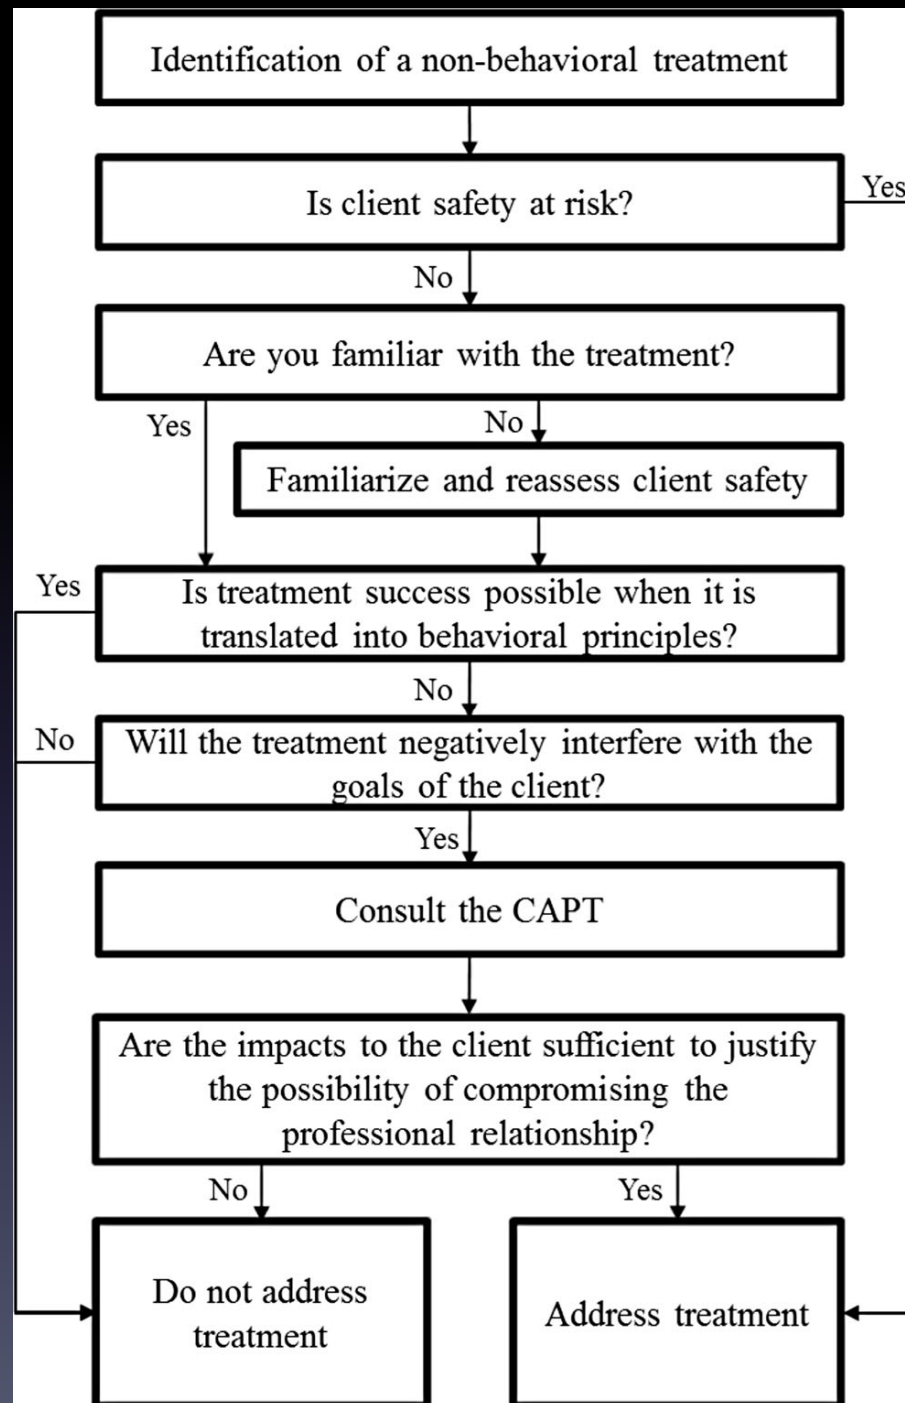 Identification of a non-behavioral treatment
Is client safety at risk?
Yes
No
Are you familiar with the treatment?
Yes
No
Familiarize and reassess client safety
Yes
Is treatment success possible when it is
translated into behavioral principles?
No
No
Will the treatment negatively interfere with the
goals of the client?
Yes
Consult the CAPT
Are the impacts to the client sufficient to justify
the possibility of compromising the
professional relationship?
No
Yes
Do not address
treatment
Address treatment